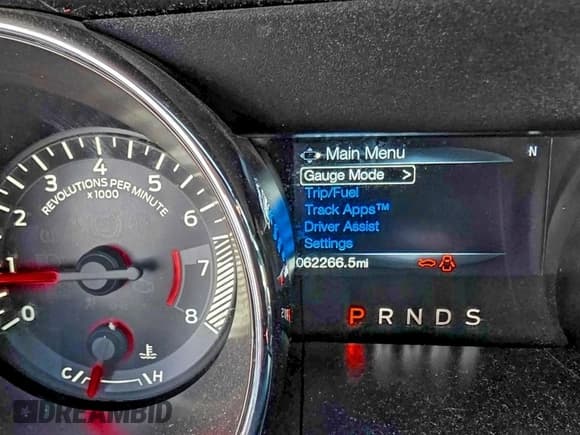 0
1
2
3
4
5
6
7
8
REVOLUTIONS PER MINUTE
x 1000
C H
Main Menu N
Gauge Mode >
Trip/Fuel
Track Apps™
Driver Assist
Settings
062266.5mi
P R N D S
DREAMBID